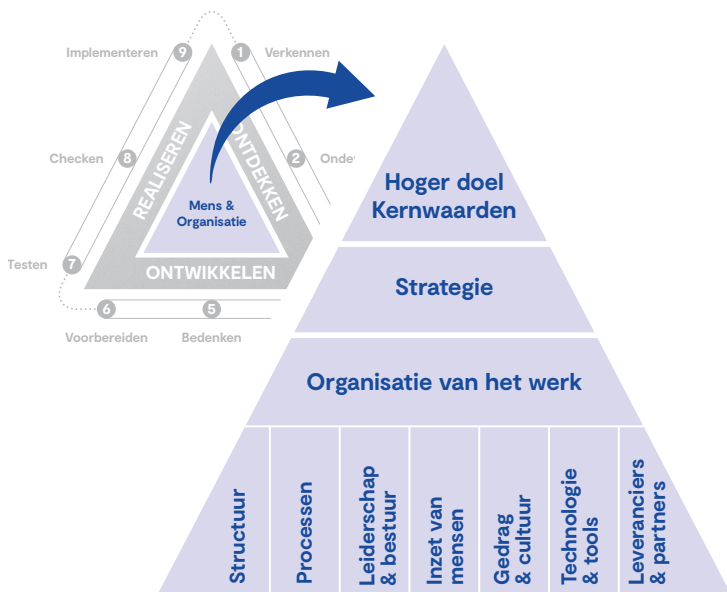 Implementeren
9
1
Verkennen
Checken
8
2
REALISEREN
ONTDEKKEN
Mens &
Organisatie
ONTWIKKELEN
Testen
7
6
5
Voorbereiden
Bedenken
Hoger doel
Kernwaarden
Strategie
Organisatie van het werk
Structuur
Processen
Leiderschap
& bestuur
Inzet van
mensen
Gedrag
& cultuur
Technologie
& tools
Leveranciers
& partners